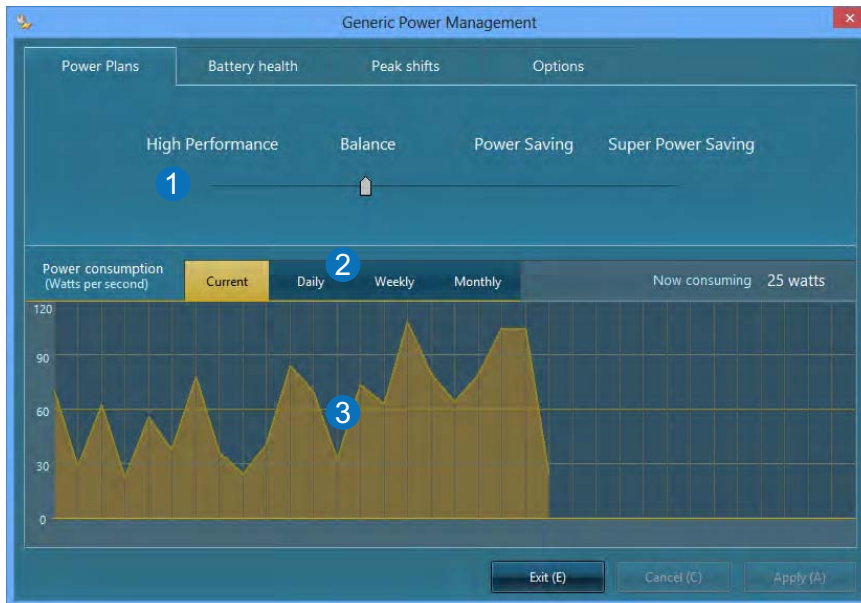 Generic Power Management
Power Plans Battery health Peak shifts Options
High Performance Balance Power Saving Super Power Saving
1
Power consumption
(Watts per second)
Current Daily 2 Weekly Monthly
Now consuming 25 watts
120
90
60
3
30
0
Exit (E) Cancel (C) Apply (A)